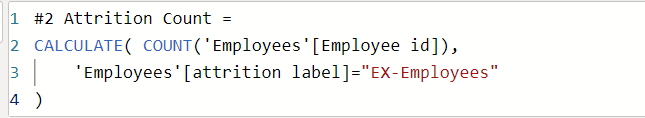 1 #2 Attrition Count =
2 CALCULATE( COUNT('Employees'[Employee id]),
3 'Employees'[attrition label]="EX-Employees"
4 )